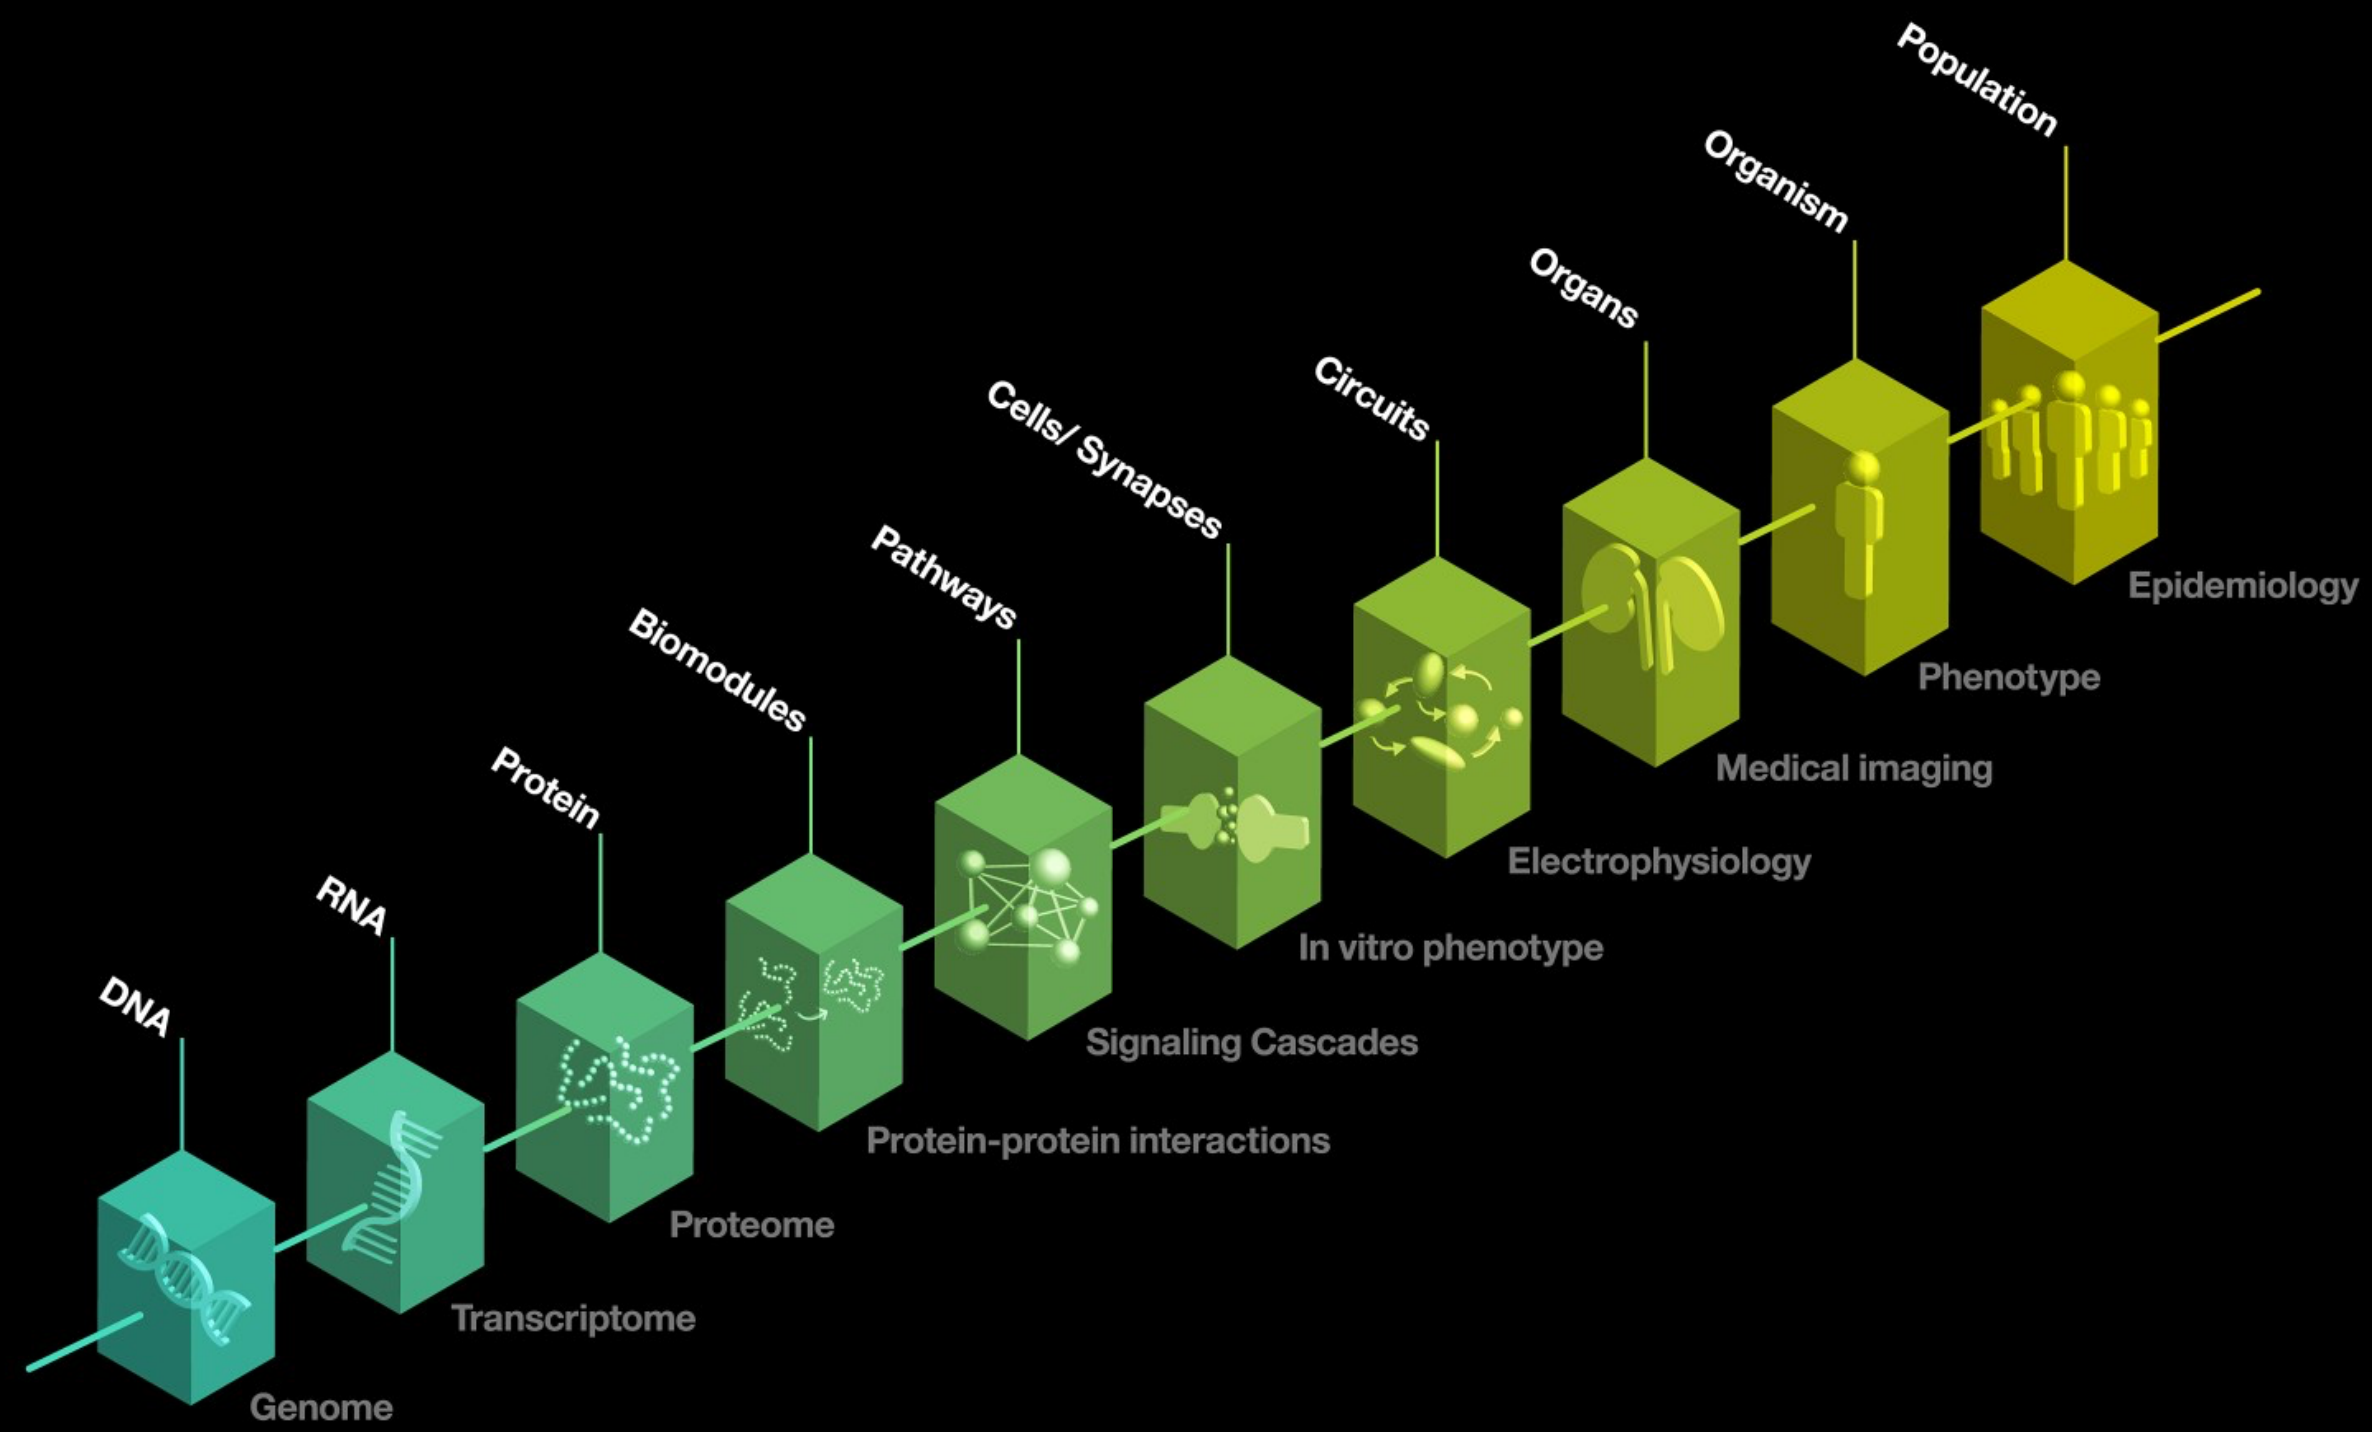 Population
Organism
Organs
Circuits
Cells/ Synapses
Pathways
Biomodules
Protein
RNA
DNA
Epidemiology
Phenotype
Medical imaging
Electrophysiology
In vitro phenotype
Signaling Cascades
Protein-protein interactions
Proteome
Transcriptome
Genome